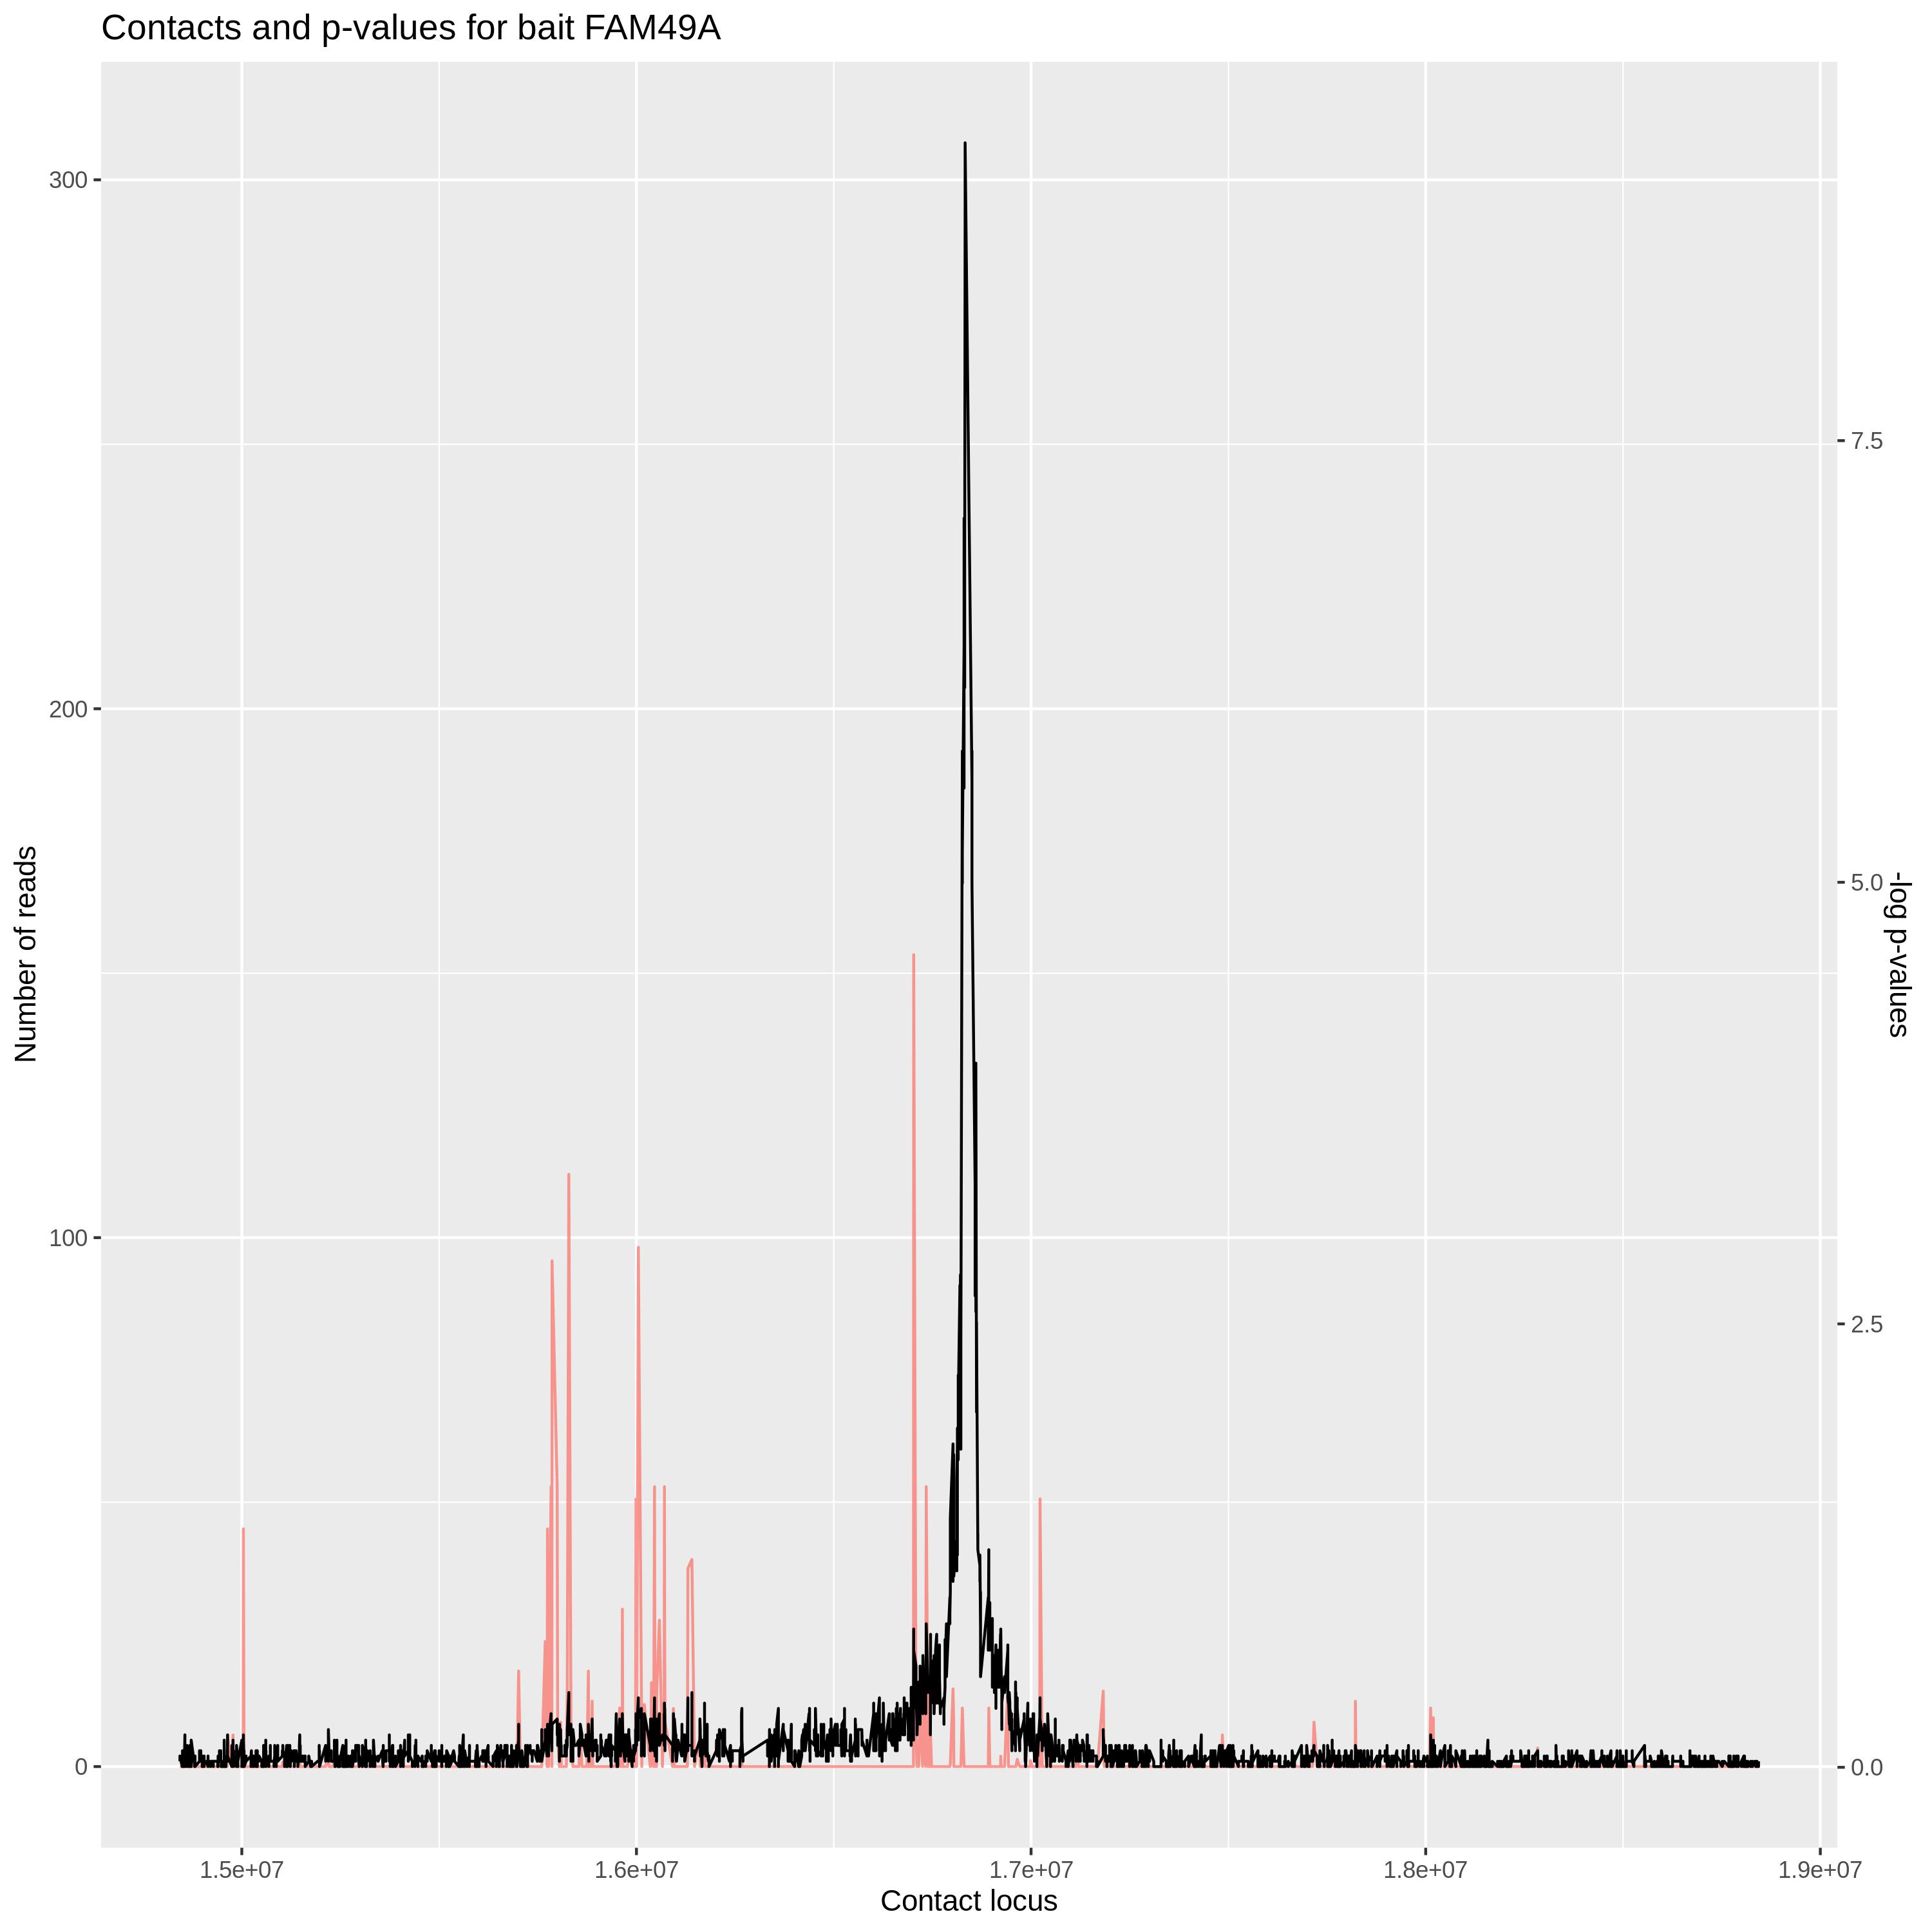 Contacts and p-values for bait FAM49A
300
200
100
0
Number of reads
7.5
5.0
2.5
0.0
-log p-values
1.5e+07
1.6e+07
1.7e+07
1.8e+07
1.9e+07
Contact locus